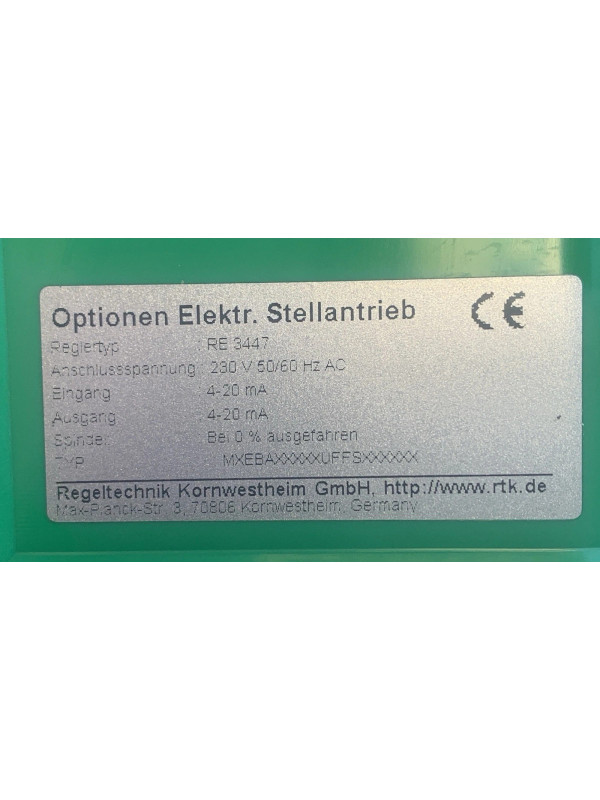 Optionen Elektr. Stellantrieb CE
Reglertyp : RE 3447
Anschlussspannung : 230 V 50/60 Hz AC
Eingang : 4-20 mA
Ausgang : 4-20 mA
Spindel : Bei 0 % ausgefahren
TYP MXEBAXXXXXUFFSXXXXXX
Regeltechnik Kornwestheim GmbH, http://www.rtk.de
Max-Planck-Str. 3, 70806 Kornwestheim, Germany